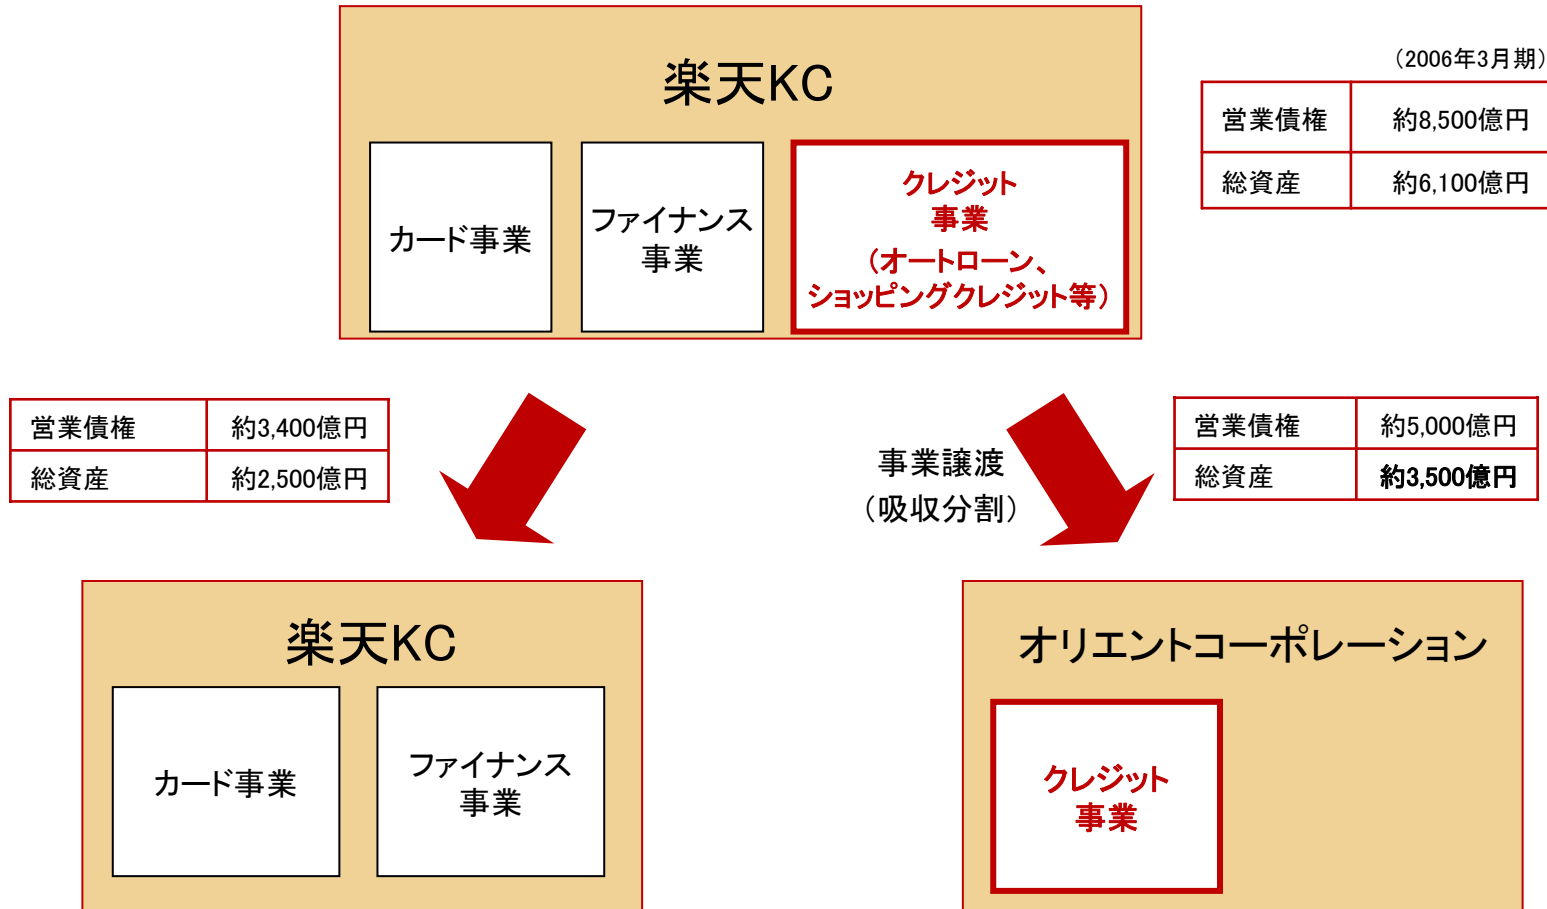 楽天KC
（2006年3月期）
営業債権 約8,500億円
総資産 約6,100億円
カード事業
ファイナンス
事業
クレジット
事業
（オートローン、
ショッピングクレジット等）
営業債権 約3,400億円
総資産 約2,500億円
事業譲渡
（吸収分割）
営業債権 約5,000億円
総資産 約3,500億円
楽天KC
カード事業
ファイナンス
事業
オリエントコーポレーション
クレジット
事業